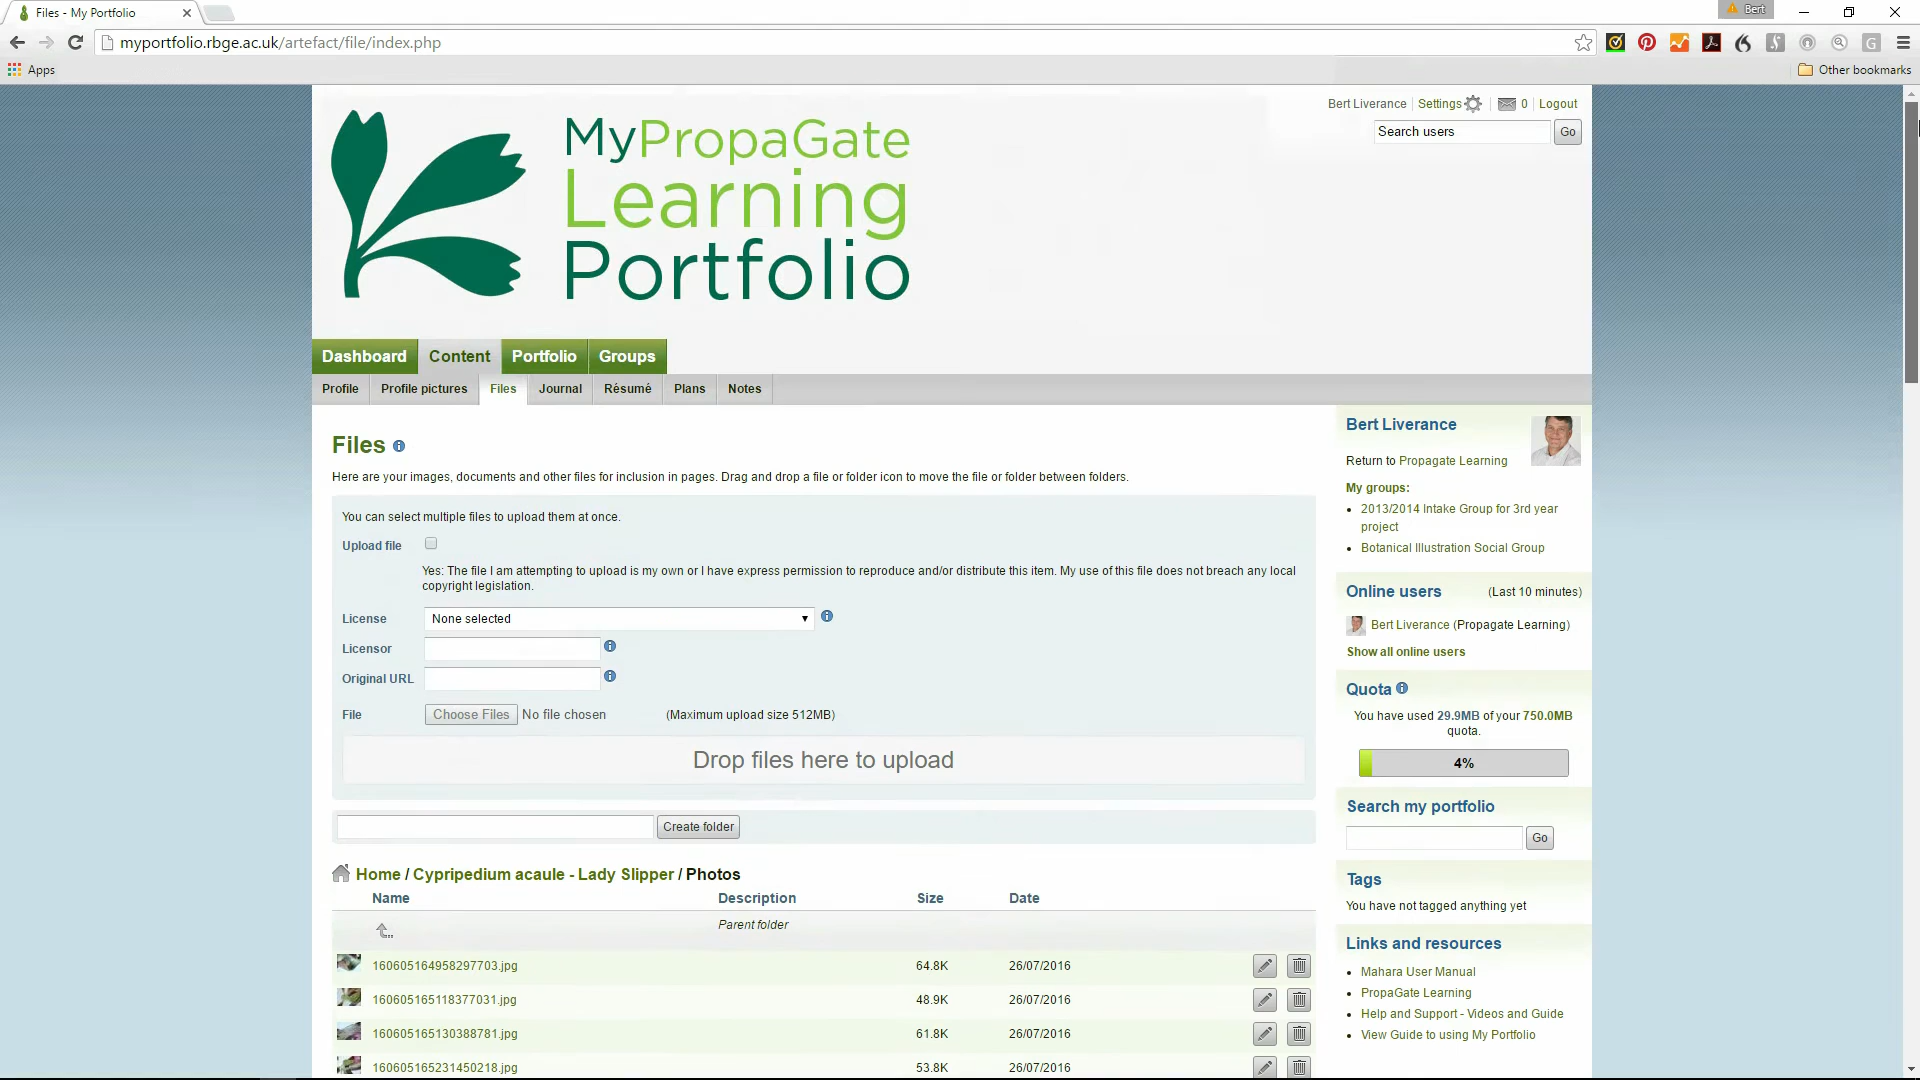 Files - My Portfolio
Bert
myportfolio.rbge.ac.uk/artefact/file/index.php
Apps
Other bookmarks
Bert Liverance
Settings
0
Logout
Search users
Go
MyPropaGate
Learning
Portfolio
Dashboard
Content
Portfolio
Groups
Profile
Profile pictures
Files
Journal
Résumé
Plans
Notes
Files
Here are your images, documents and other files for inclusion in pages. Drag and drop a file or folder icon to move the file or folder between folders.
You can select multiple files to upload them at once.
Upload file
Yes: The file I am attempting to upload is my own or I have express permission to reproduce and/or distribute this item. My use of this file does not breach any local
copyright legislation.
License
None selected
Licensor
Original URL
File
Choose Files No file chosen
(Maximum upload size 512MB)
Drop files here to upload
Create folder
Home / Cypripedium acaule - Lady Slipper / Photos
Name Description Size Date
Parent folder
160605164958297703.jpg 64.8K 26/07/2016
160605165118377031.jpg 48.9K 26/07/2016
160605165130388781.jpg 61.8K 26/07/2016
160605165231450218.jpg 53.8K 26/07/2016
Bert Liverance
Return to Propagate Learning
My groups:
2013/2014 Intake Group for 3rd year
project
Botanical Illustration Social Group
Online users (Last 10 minutes)
Bert Liverance (Propagate Learning)
Show all online users
Quota
You have used 29.9MB of your 750.0MB
quota.
4%
Search my portfolio
Go
Tags
You have not tagged anything yet
Links and resources
Mahara User Manual
PropaGate Learning
Help and Support - Videos and Guide
View Guide to using My Portfolio